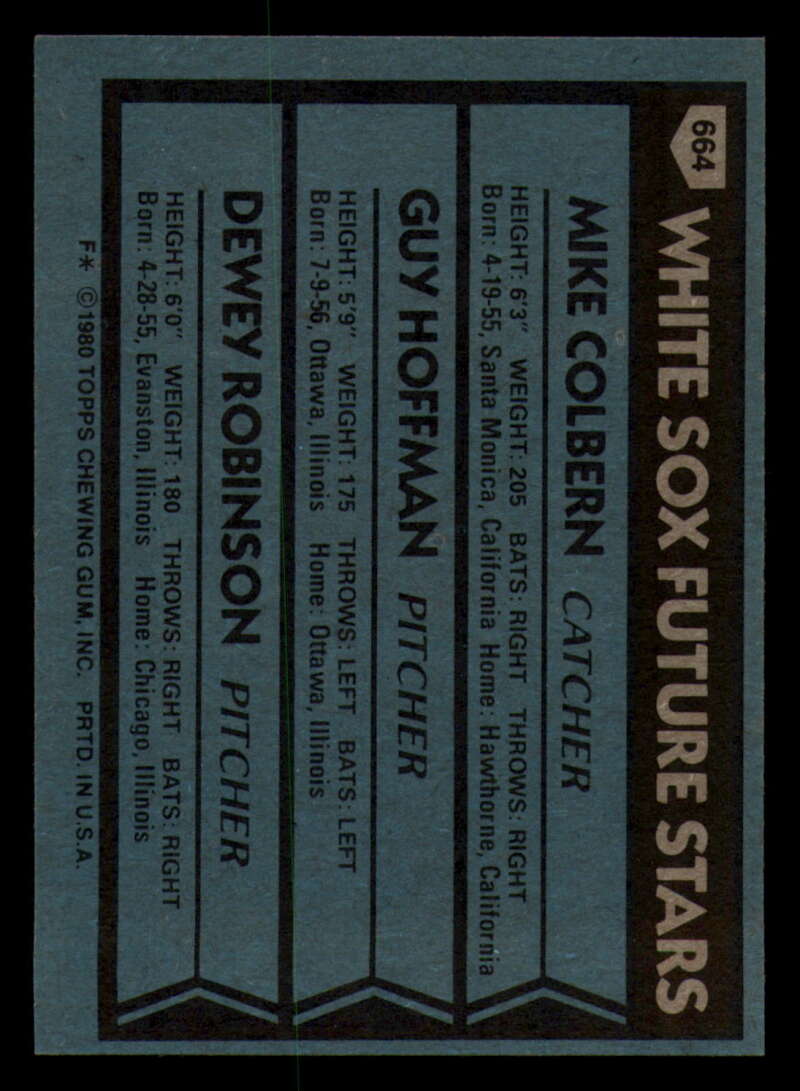 664
WHITE SOX FUTURE STARS
MIKE COLBERN CATCHER
HEIGHT: 6'3" WEIGHT: 205 BATS: RIGHT THROWS: RIGHT
Born: 4-19-55, Santa Monica, California Home: Hawthorne, California
GUY HOFFMAN PITCHER
HEIGHT: 5'9" WEIGHT: 175 THROWS: LEFT BATS: LEFT
Born: 7-9-56, Ottawa, Illinois Home: Ottawa, Illinois
DEWEY ROBINSON PITCHER
HEIGHT: 6'0" WEIGHT: 180 THROWS: RIGHT BATS: RIGHT
Born: 4-28-55, Evanston, Illinois Home: Chicago, Illinois
F* ©1980 TOPPS CHEWING GUM, INC. PRTD. IN U.S.A.